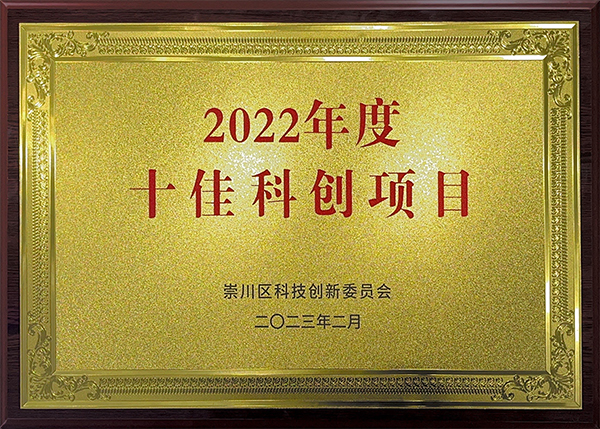 2022年度
十佳科创项目
崇川区科技创新委员会
二〇二三年二月